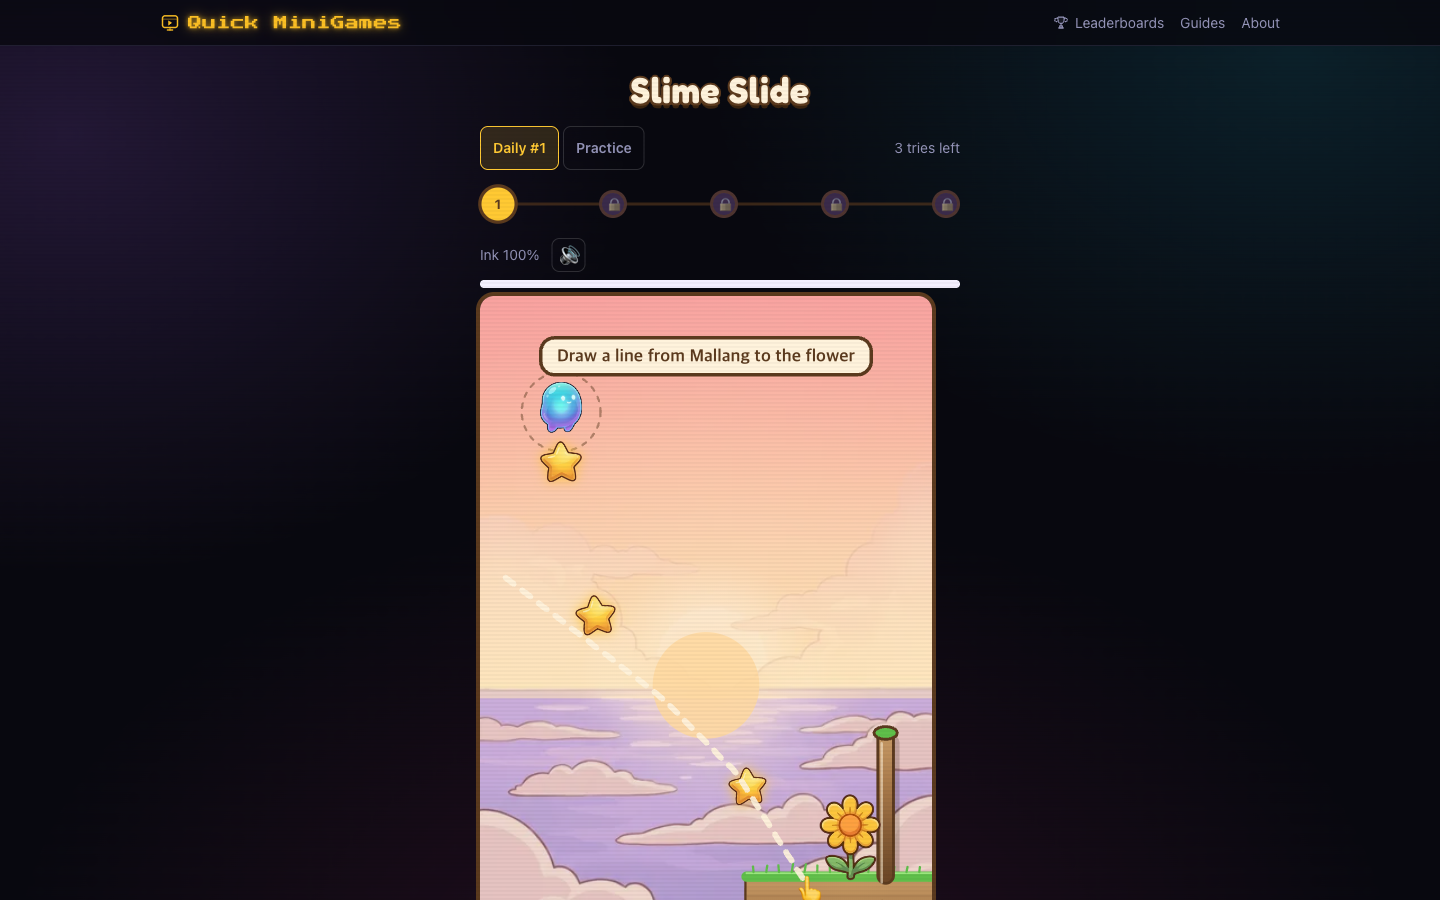 Quick MiniGames
Leaderboards
Guides
About
Slime Slide
Daily #1
Practice
3 tries left
1
Ink 100%
Draw a line from Mallang to the flower